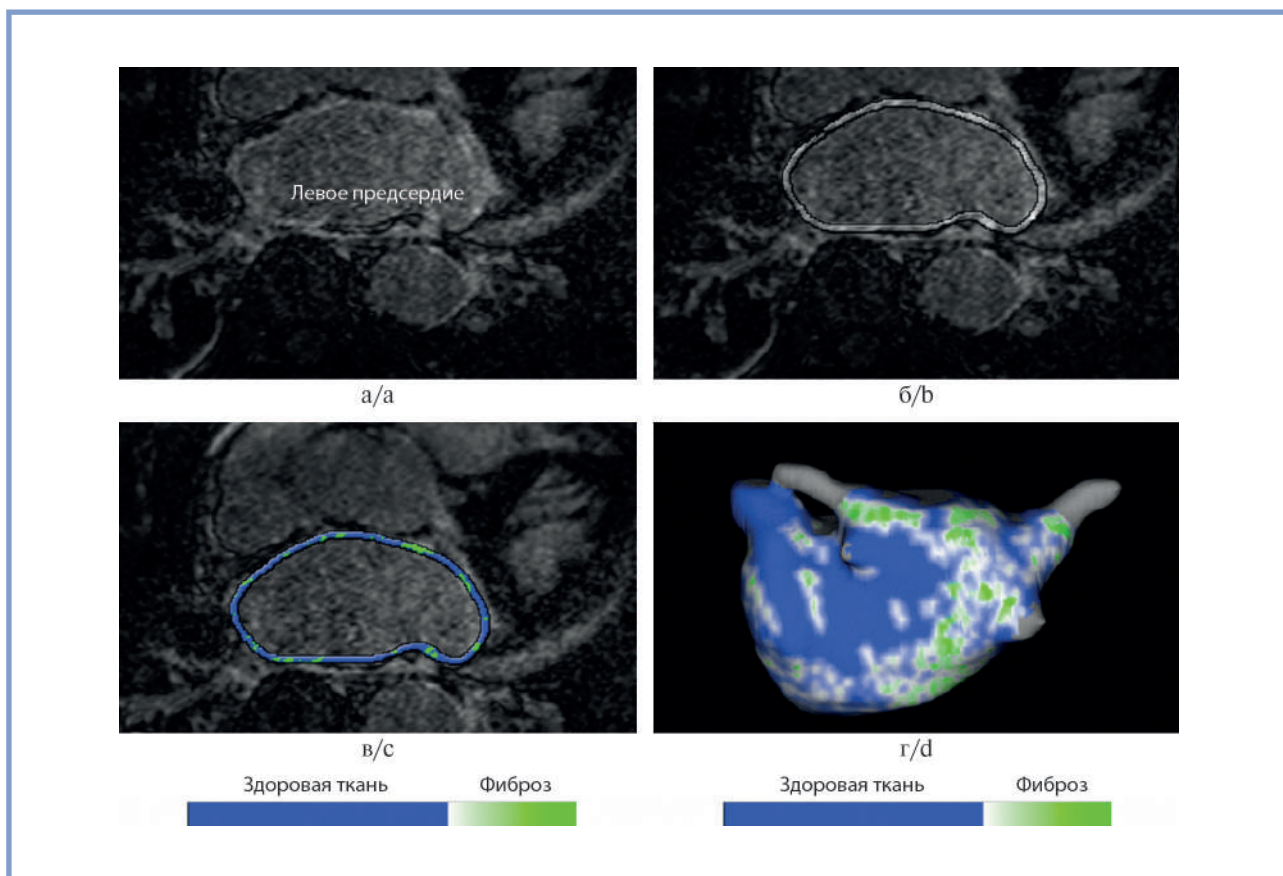 Левое предсердие
а/a
б/b
в/c
г/d
Здоровая ткань
Фиброз
Здоровая ткань
Фиброз